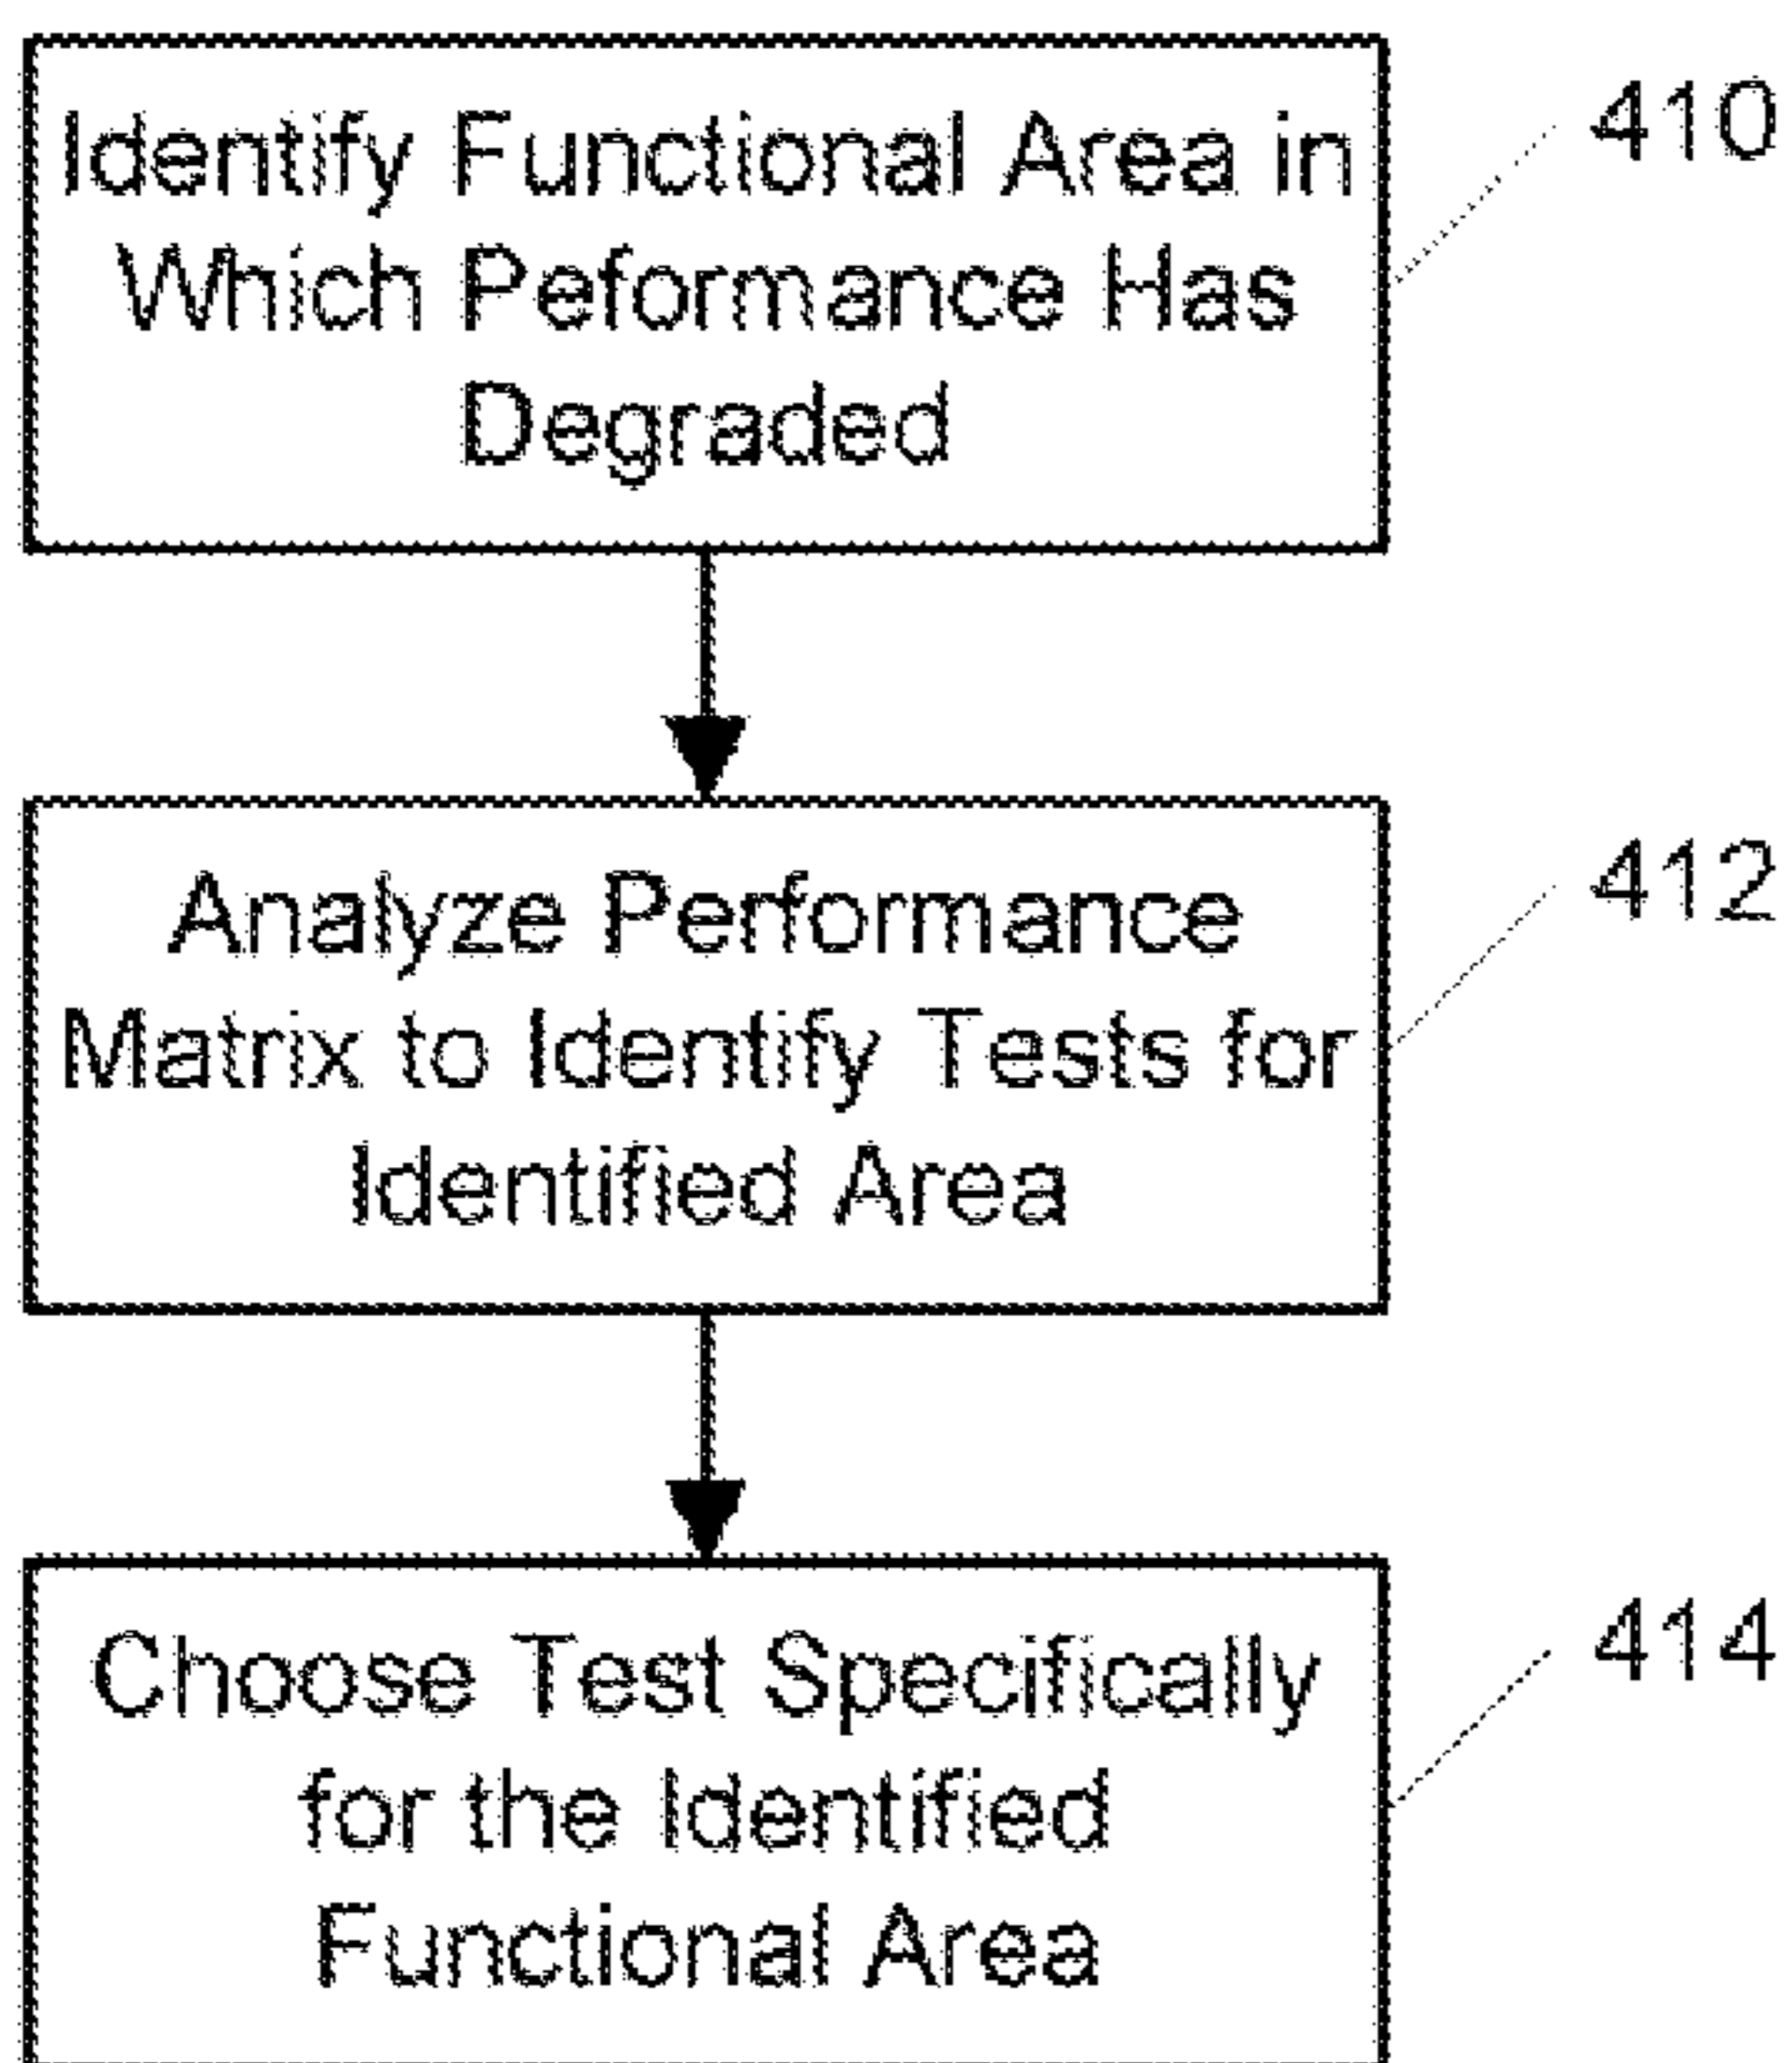 Identify Functional Area in
Which Peformance Has
Degraded
410
Analyze Performance
Matrix to Identify Tests for
Identified Area
412
Choose Test Specifically
for the Identified
Functional Area
414